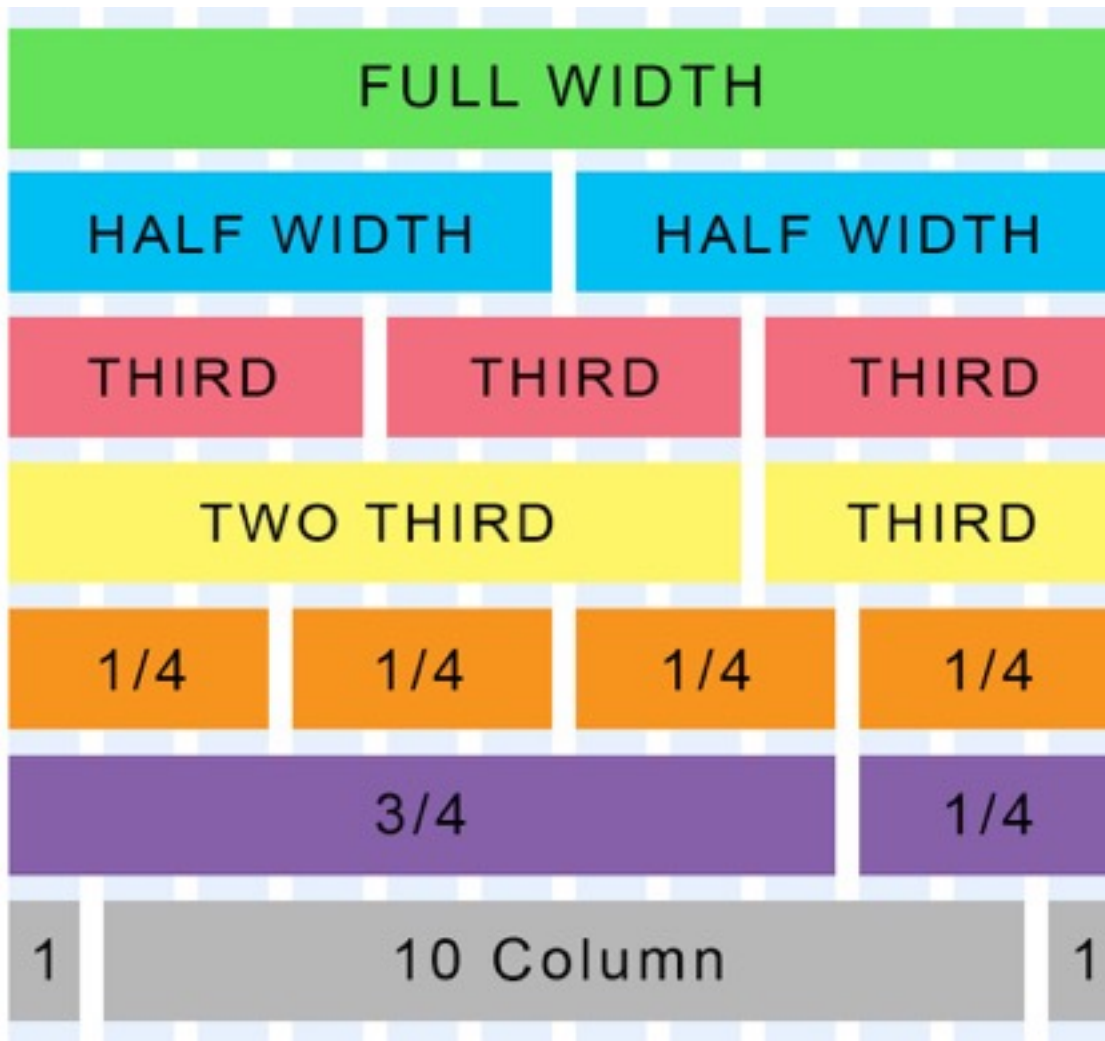 FULL WIDTH
HALF WIDTH HALF WIDTH
THIRD THIRD THIRD
TWO THIRD THIRD
1/4 1/4 1/4 1/4
3/4 1/4
1 10 Column 1